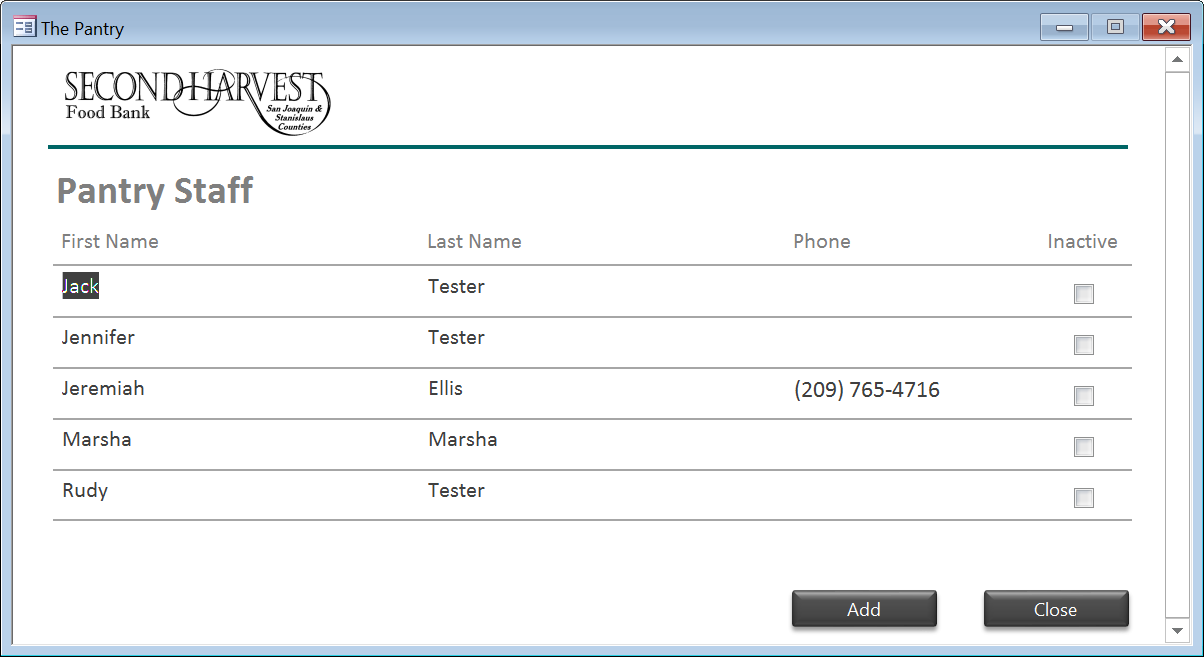 The Pantry
SECOND HARVEST
Food Bank
San Joaquin &
Stanislaus
Counties
Pantry Staff
First Name Last Name Phone Inactive
Jack Tester
Jennifer Tester
Jeremiah Ellis (209) 765-4716
Marsha Marsha
Rudy Tester
Add Close